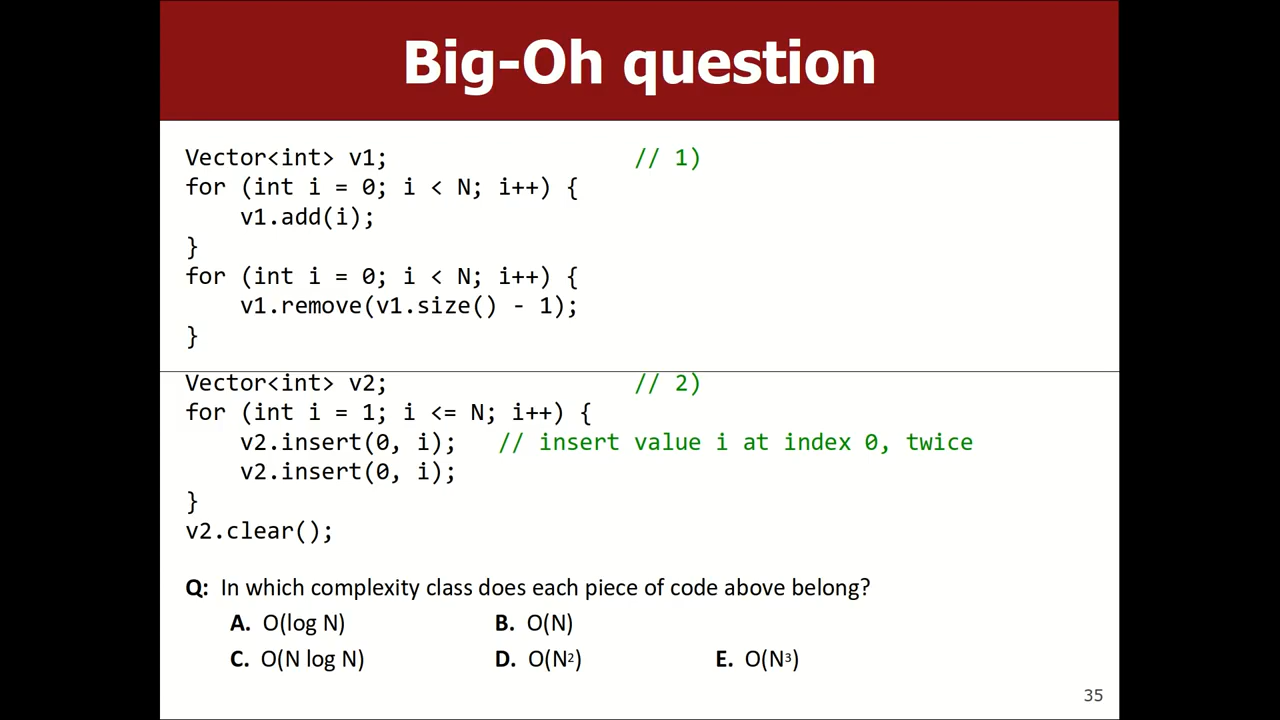 Big-Oh question
Vector<int> v1; // 1)
for (int i = 0; i < N; i++) {
    v1.add(i);
}
for (int i = 0; i < N; i++) {
    v1.remove(v1.size() - 1);
}
Vector<int> v2; // 2)
for (int i = 1; i <= N; i++) {
    v2.insert(0, i); // insert value i at index 0, twice
    v2.insert(0, i);
}
v2.clear();
Q: In which complexity class does each piece of code above belong?
A. O(log N) B. O(N)
C. O(N log N) D. O(N²) E. O(N³)
35